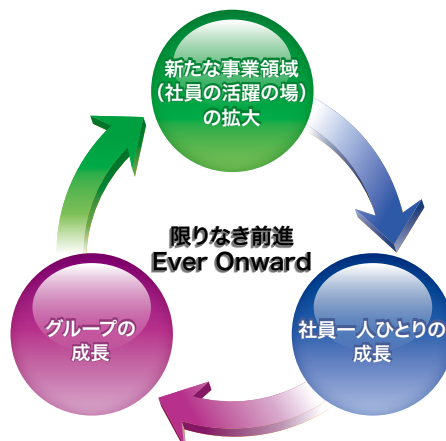 新たな事業領域
（社員の活躍の場）
の拡大
限りなき前進
Ever Onward
グループの
成長
社員一人ひとりの
成長